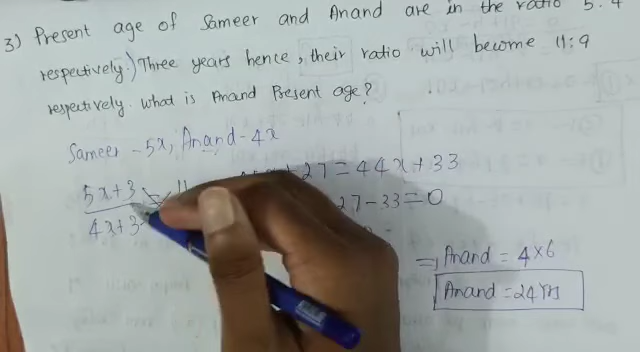 3) Present age of Sameer and Anand are in the ratio 5:4
respectively.) Three years hence, their ratio will become 11:9
respectively. What is Anand Present age?
Sameer - 5x, Anand - 4x
5x+3
4x+3
11
+27 = 44x+33
27-33=0
=) Anand = 4x6
Anand = 24 yrs